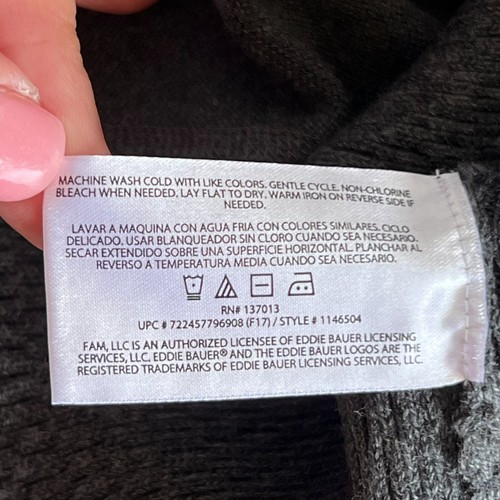 MACHINE WASH COLD WITH LIKE COLORS. GENTLE CYCLE. NON-CHLORINE
BLEACH WHEN NEEDED. LAY FLAT TO DRY. WARM IRON ON REVERSE SIDE IF
NEEDED.
LAVAR A MAQUINA CON AGUA FRIA CON COLORES SIMILARES. CICLO
DELICADO. USAR BLANQUEADOR SIN CLORO CUANDO SEA NECESARIO.
SECAR EXTENDIDO SOBRE UNA SUPERFICIE HORIZONTAL. PLANCHAR AL
REVERSO A TEMPERATURA MEDIA CUANDO SEA NECESARIO.
RN# 137013
UPC # 722457796908 (F17) / STYLE # 1146504
FAM, LLC IS AN AUTHORIZED LICENSEE OF EDDIE BAUER LICENSING
SERVICES, LLC. EDDIE BAUER® AND THE EDDIE BAUER LOGOS ARE THE
REGISTERED TRADEMARKS OF EDDIE BAUER LICENSING SERVICES, LLC.